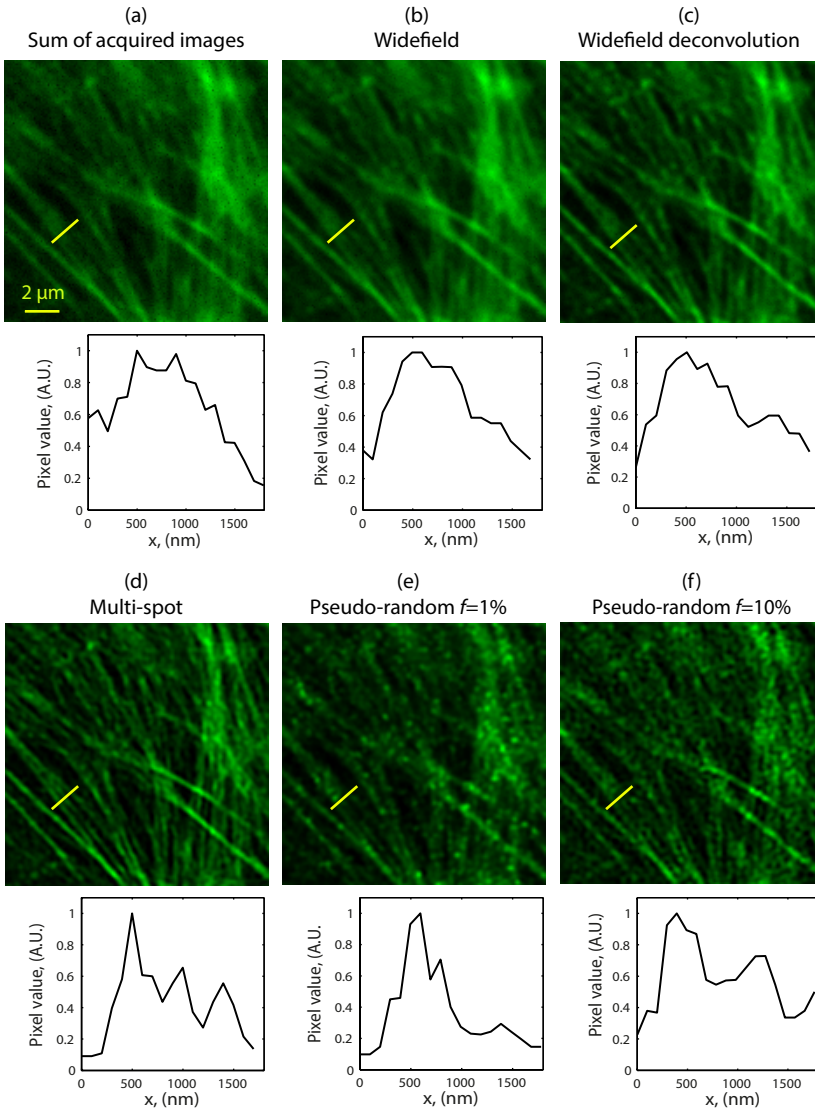 (a)
Sum of acquired images
(b)
Widefield
(c)
Widefield deconvolution
2 µm
Pixel value, (A.U.)
1
0.8
0.6
0.4
0.2
0
0 500 1000 1500
x, (nm)
Pixel value, (A.U.)
1
0.8
0.6
0.4
0.2
0
0 500 1000 1500
x, (nm)
Pixel value, (A.U.)
1
0.8
0.6
0.4
0.2
0
0 500 1000 1500
x, (nm)
(d)
Multi-spot
(e)
Pseudo-random f=1%
(f)
Pseudo-random f=10%
Pixel value, (A.U.)
1
0.8
0.6
0.4
0.2
0
0 500 1000 1500
x, (nm)
Pixel value, (A.U.
1
0.8
0.6
0.4
0.2
0
0 500 1000 1500
x, (nm)
Pixel value, (A.U.)
1
0.8
0.6
0.4
0.2
0
0 500 1000 1500
x, (nm)